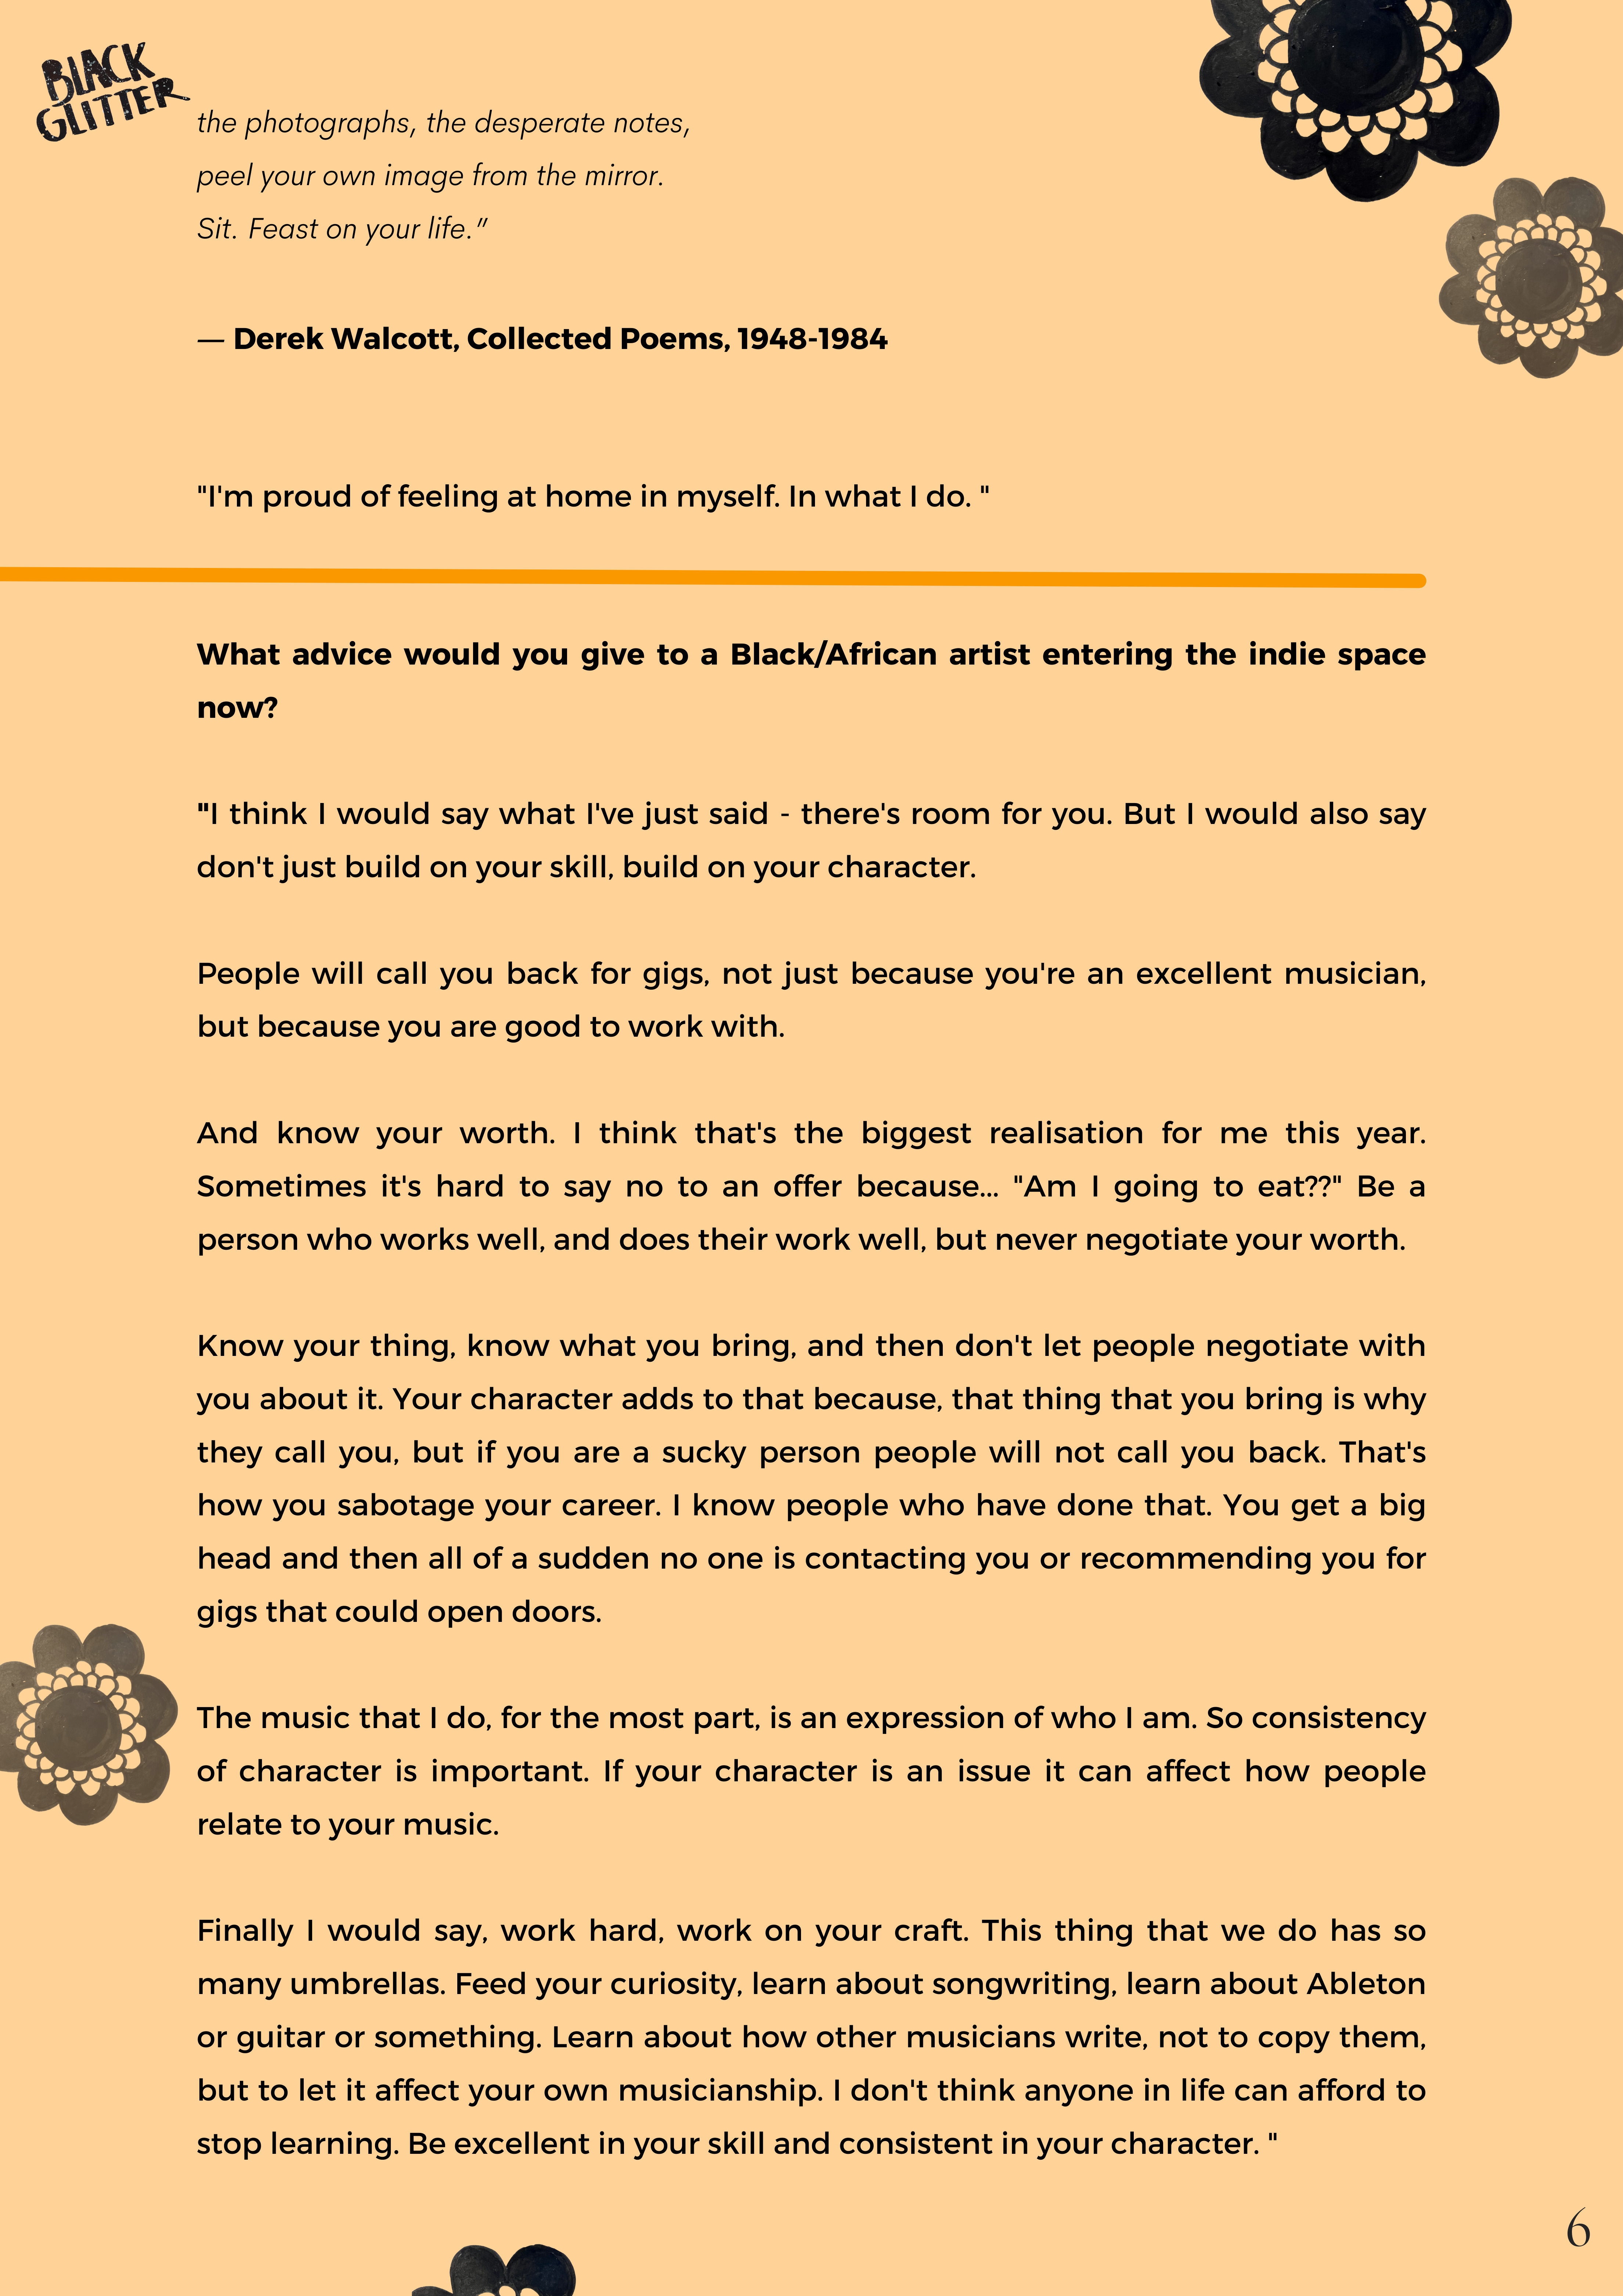 BLACK
GLITTER
the photographs, the desperate notes,
peel your own image from the mirror.
Sit. Feast on your life.”
— Derek Walcott, Collected Poems, 1948-1984
"I'm proud of feeling at home in myself. In what I do. "
What advice would you give to a Black/African artist entering the indie space
now?
"I think I would say what I've just said - there's room for you. But I would also say
don't just build on your skill, build on your character.
People will call you back for gigs, not just because you're an excellent musician,
but because you are good to work with.
And know your worth. I think that's the biggest realisation for me this year.
Sometimes it's hard to say no to an offer because... "Am I going to eat??" Be a
person who works well, and does their work well, but never negotiate your worth.
Know your thing, know what you bring, and then don't let people negotiate with
you about it. Your character adds to that because, that thing that you bring is why
they call you, but if you are a sucky person people will not call you back. That's
how you sabotage your career. I know people who have done that. You get a big
head and then all of a sudden no one is contacting you or recommending you for
gigs that could open doors.
The music that I do, for the most part, is an expression of who I am. So consistency
of character is important. If your character is an issue it can affect how people
relate to your music.
Finally I would say, work hard, work on your craft. This thing that we do has so
many umbrellas. Feed your curiosity, learn about songwriting, learn about Ableton
or guitar or something. Learn about how other musicians write, not to copy them,
but to let it affect your own musicianship. I don't think anyone in life can afford to
stop learning. Be excellent in your skill and consistent in your character. "
6